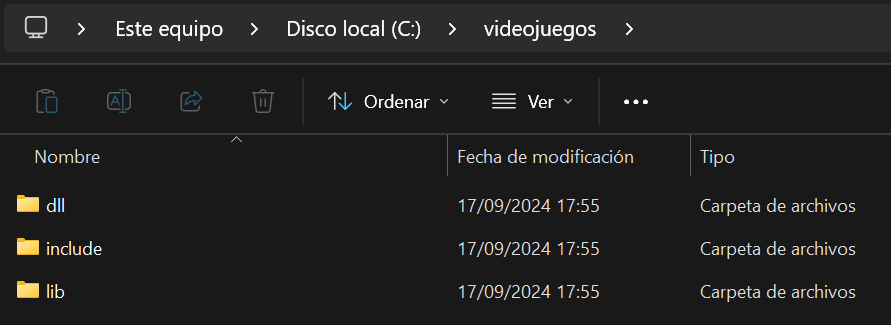 Este equipo > Disco local (C:) > videojuegos >
Ordenar Ver ...
Nombre Fecha de modificación Tipo
dll 17/09/2024 17:55 Carpeta de archivos
include 17/09/2024 17:55 Carpeta de archivos
lib 17/09/2024 17:55 Carpeta de archivos